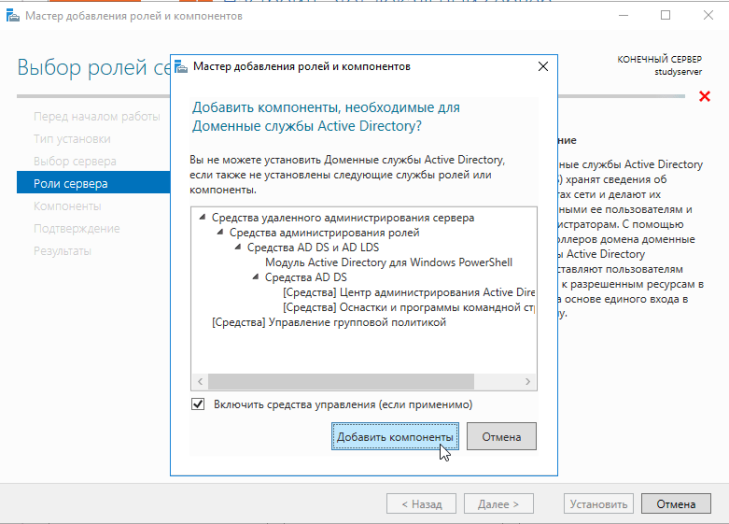 Мастер добавления ролей и компонентов
Выбор ролей се
КОНЕЧНЫЙ СЕРВЕР
studyserver
Перед началом работы
Тип установки
Выбор сервера
Роли сервера
Компоненты
Подтверждение
Результаты
Мастер добавления ролей и компонентов
Добавить компоненты, необходимые для
Доменные службы Active Directory?
Вы не можете установить Доменные службы Active Directory,
если также не установлены следующие службы ролей или
компоненты.
Средства удаленного администрирования сервера
Средства администрирования ролей
Средства AD DS и AD LDS
Модуль Active Directory для Windows PowerShell
Средства AD DS
[Средства] Центр администрирования Active Dire
[Средства] Оснастки и программы командной ст
[Средства] Управление групповой политикой
Включить средства управления (если применимо)
Добавить компоненты
Отмена
ние
ные службы Active Directory
) хранят сведения об
тах сети и делают их
ными ее пользователям и
истраторам. С помощью
оллеров домена доменные
ы Active Directory
ставляют пользователям
к разрешенным ресурсам в
а основе единого входа в
у.
< Назад
Далее >
Установить
Отмена